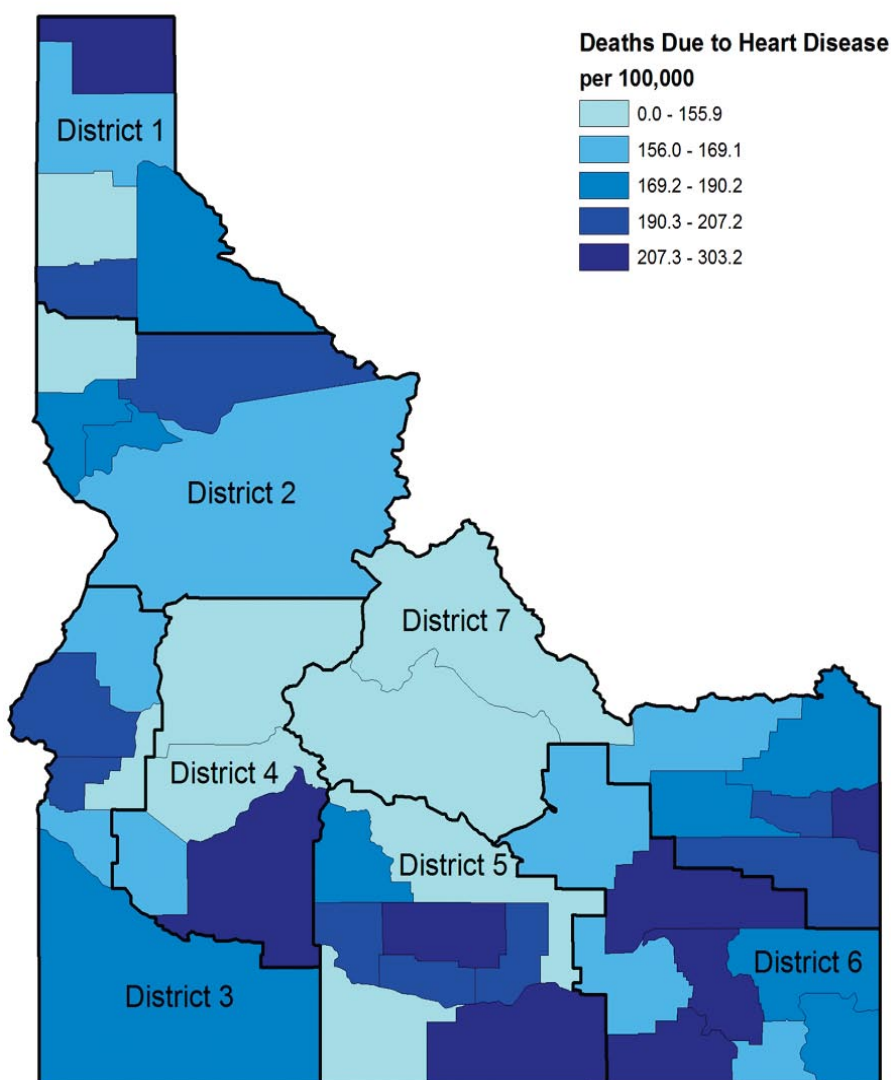 Deaths Due to Heart Disease
per 100,000
0.0 - 155.9
156.0 - 169.1
169.2 - 190.2
190.3 - 207.2
207.3 - 303.2
District 1
District 2
District 7
District 4
District 5
District 6
District 3